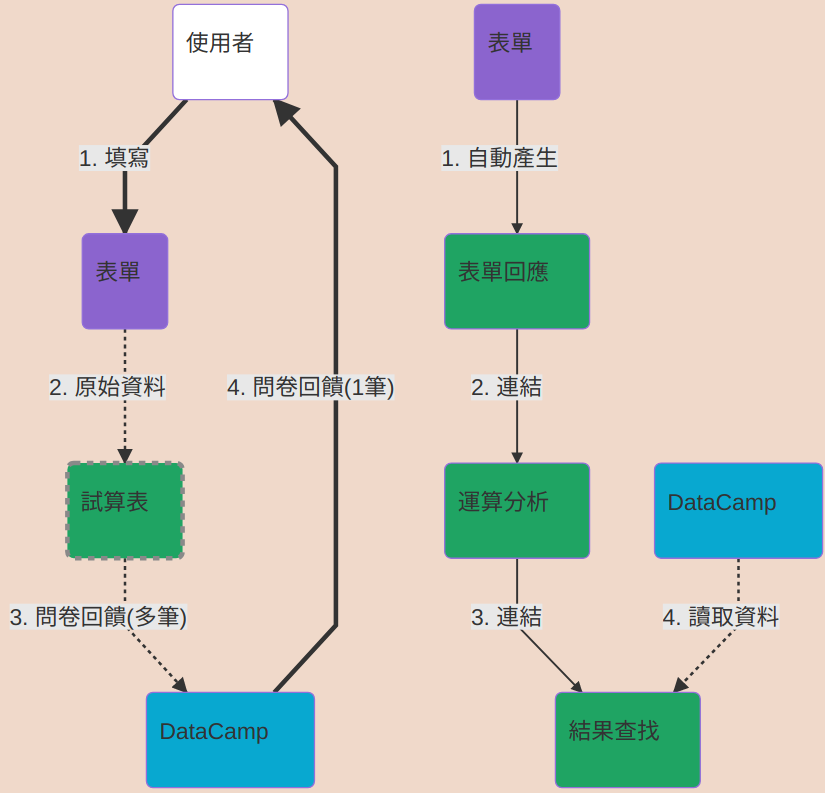 使用者
1. 填寫
表單
2. 原始資料
試算表
3. 問卷回饋(多筆)
4. 問卷回饋(1筆)
DataCamp
表單
1. 自動產生
表單回應
2. 連結
運算分析
3. 連結
DataCamp
4. 讀取資料
結果查找